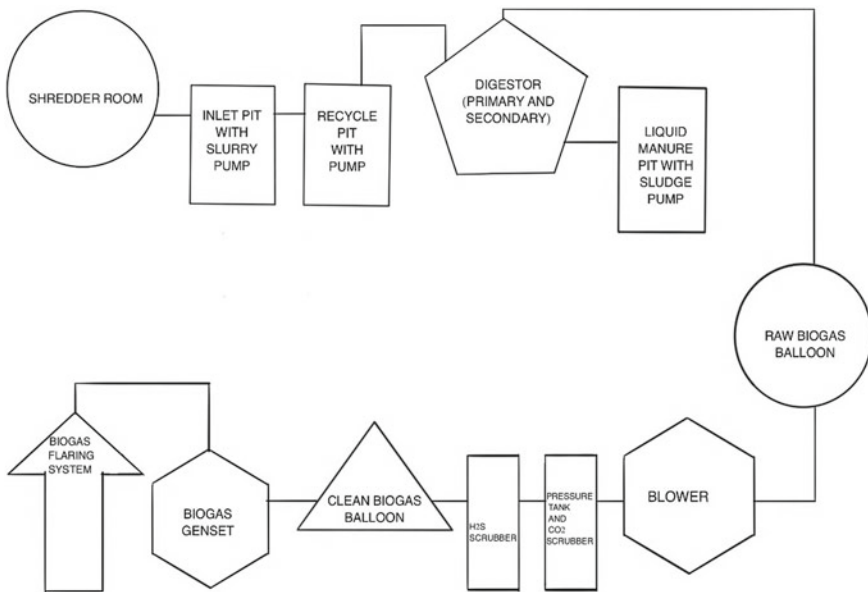 SHREDDER ROOM
INLET PIT
WITH
SLURRY
PUMP
RECYCLE
PIT
WITH
PUMP
DIGESTOR
(PRIMARY AND
SECONDARY)
LIQUID
MANURE
PIT WITH
SLUDGE
PUMP
RAW BIOGAS
BALLOON
BLOWER
PRESSURE
TANK
AND
CO2
SCRUBBER
H2S
SCRUBBER
CLEAN BIOGAS
BALLOON
BIOGAS
GENSET
BIOGAS
FLARING
SYSTEM